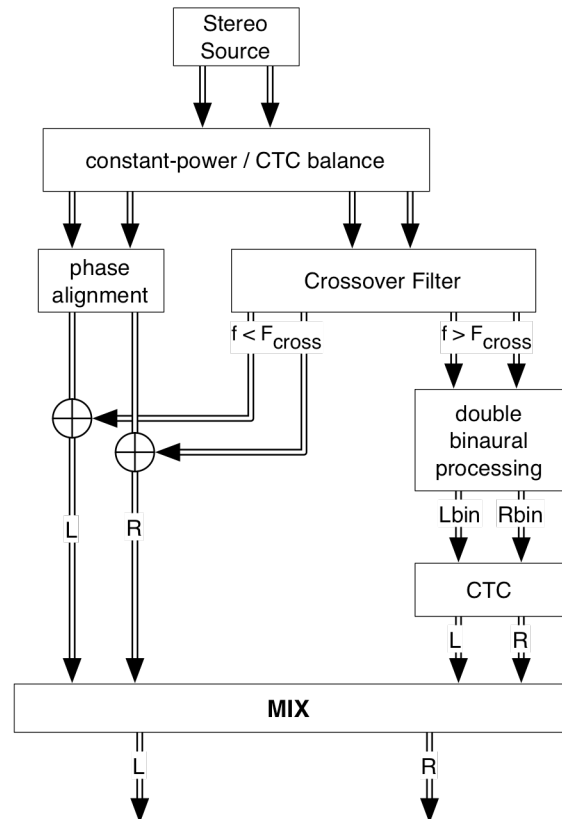 Stereo
Source
constant-power / CTC balance
phase
alignment
Crossover Filter
f < Fcross
f > Fcross
double
binaural
processing
Lbin
Rbin
L
R
CTC
L
R
MIX
L
R